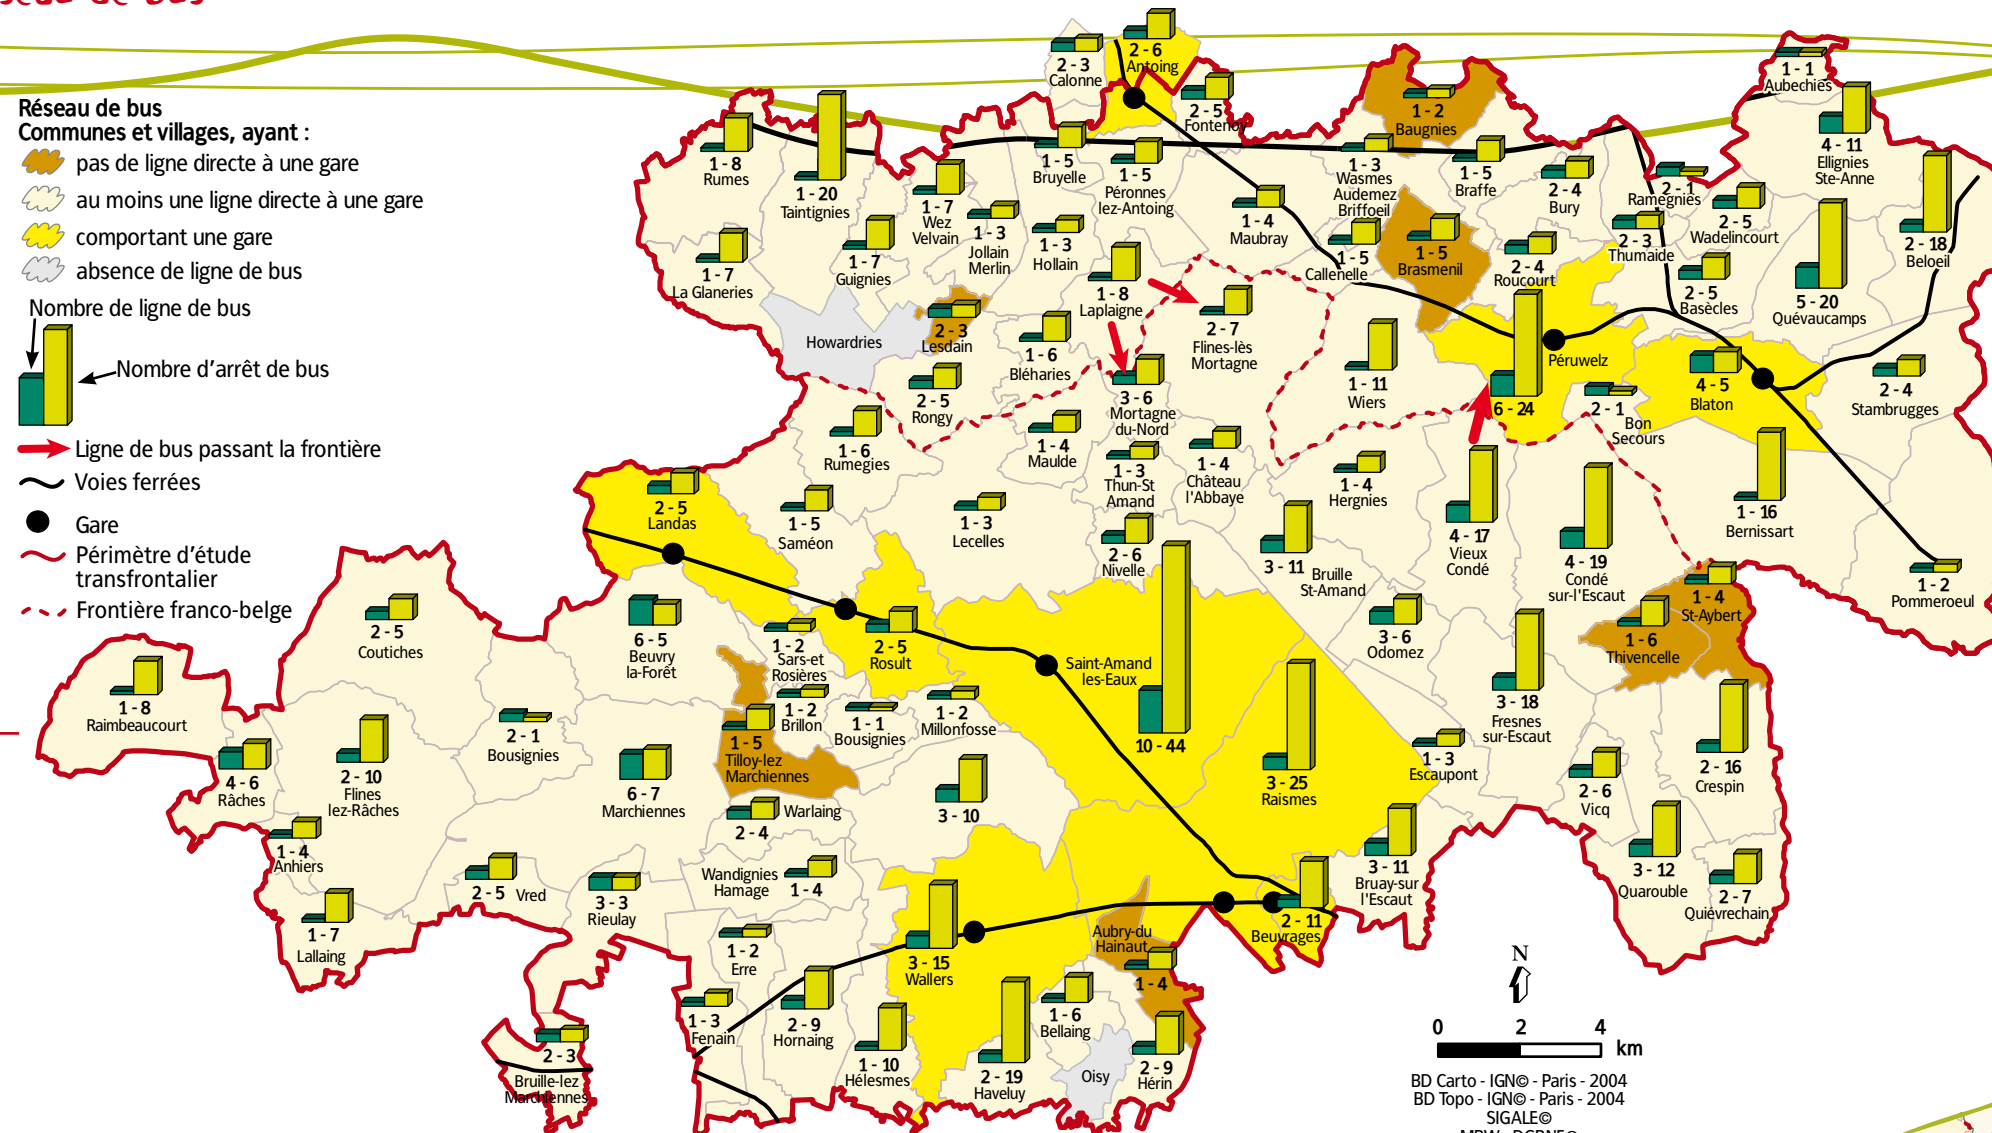 Réseau de bus
Communes et villages, ayant :
pas de ligne directe à une gare
au moins une ligne directe à une gare
comportant une gare
absence de ligne de bus
Nombre de ligne de bus
Nombre d'arrêt de bus
Ligne de bus passant la frontière
Voies ferrées
Gare
Périmètre d'étude
transfrontalier
Frontière franco-belge
2 - 3
Calonne
2 - 6
Antoing
2 - 5
Fontenoy
1 - 2
Baugnies
1 - 1
Aubechies
4 - 11
Ellignies
Ste-Anne
1 - 8
Rumes
1 - 20
Taintignies
1 - 7
Wez
Velvain
1 - 5
Bruyelle
1 - 5
Péronnes
lez-Antoing
1 - 3
Wasmes
Audemez
Briffoeil
1 - 5
Braffe
2 - 4
Bury
2 - 1
Ramegnies
2 - 5
Wadelincourt
2 - 18
Beloeil
1 - 7
La Glaneries
1 - 7
Guignies
1 - 3
Jollain
Merlin
1 - 3
Hollain
1 - 4
Maubray
1 - 5
Callenelle
1 - 5
Brasmenil
2 - 4
Roucourt
2 - 3
Thumaide
2 - 5
Basècles
5 - 20
Quévaucamps
Howardries
2 - 3
Lesdain
1 - 6
Bléharies
1 - 8
Laplaigne
2 - 7
Flines-lès
Mortagne
1 - 11
Wiers
6 - 24
Péruwelz
2 - 1
Bon
Secours
4 - 5
Blaton
2 - 4
Stambrugges
2 - 5
Rongy
1 - 6
Rumegies
1 - 4
Maulde
3 - 6
Mortagne
du-Nord
1 - 3
Thun-St
Amand
1 - 4
Château
l'Abbaye
1 - 4
Hergnies
4 - 17
Vieux
Condé
4 - 19
Condé
sur-l'Escaut
1 - 16
Bernissart
1 - 2
Pommeroeul
2 - 5
Landas
1 - 5
Saméon
1 - 3
Lecelles
2 - 6
Nivelle
3 - 11
Bruille
St-Amand
3 - 6
Odomez
1 - 4
St-Aybert
1 - 6
Thivencelle
2 - 5
Coutiches
6 - 5
Beuvry
la-Forêt
1 - 2
Sars-et
Rosières
2 - 5
Rosult
Saint-Amand
les-Eaux
10 - 44
3 - 25
Raismes
3 - 18
Fresnes
sur-Escaut
1 - 8
Raimbeaucourt
4 - 6
Râches
2 - 10
Flines
lez-Râches
2 - 1
Bousignies
6 - 7
Marchiennes
1 - 5
Tilloy-lez
Marchiennes
1 - 2
Brillon
1 - 1
Bousignies
1 - 2
Millonfosse
3 - 10
1 - 3
Escaupont
2 - 6
Vicq
2 - 16
Crespin
1 - 4
Anhiers
2 - 4
Warlaing
3 - 11
Bruay-sur
l'Escaut
3 - 12
Quarouble
2 - 7
Quiévrechain
1 - 7
Lallaing
2 - 5
Vred
3 - 3
Rieulay
Wandignies
Hamage
1 - 4
1 - 2
Erre
3 - 15
Wallers
Aubry-du
Hainaut
1 - 4
2 - 11
Beuvrages
2 - 3
Bruille-lez
Marchiennes
1 - 3
Fenain
2 - 9
Hornaing
1 - 10
Hélesmes
2 - 19
Haveluy
1 - 6
Bellaing
Oisy
2 - 9
Hérin
N
0 2 4
km
BD Carto - IGN© - Paris - 2004
BD Topo - IGN© - Paris - 2004
SIGALE©